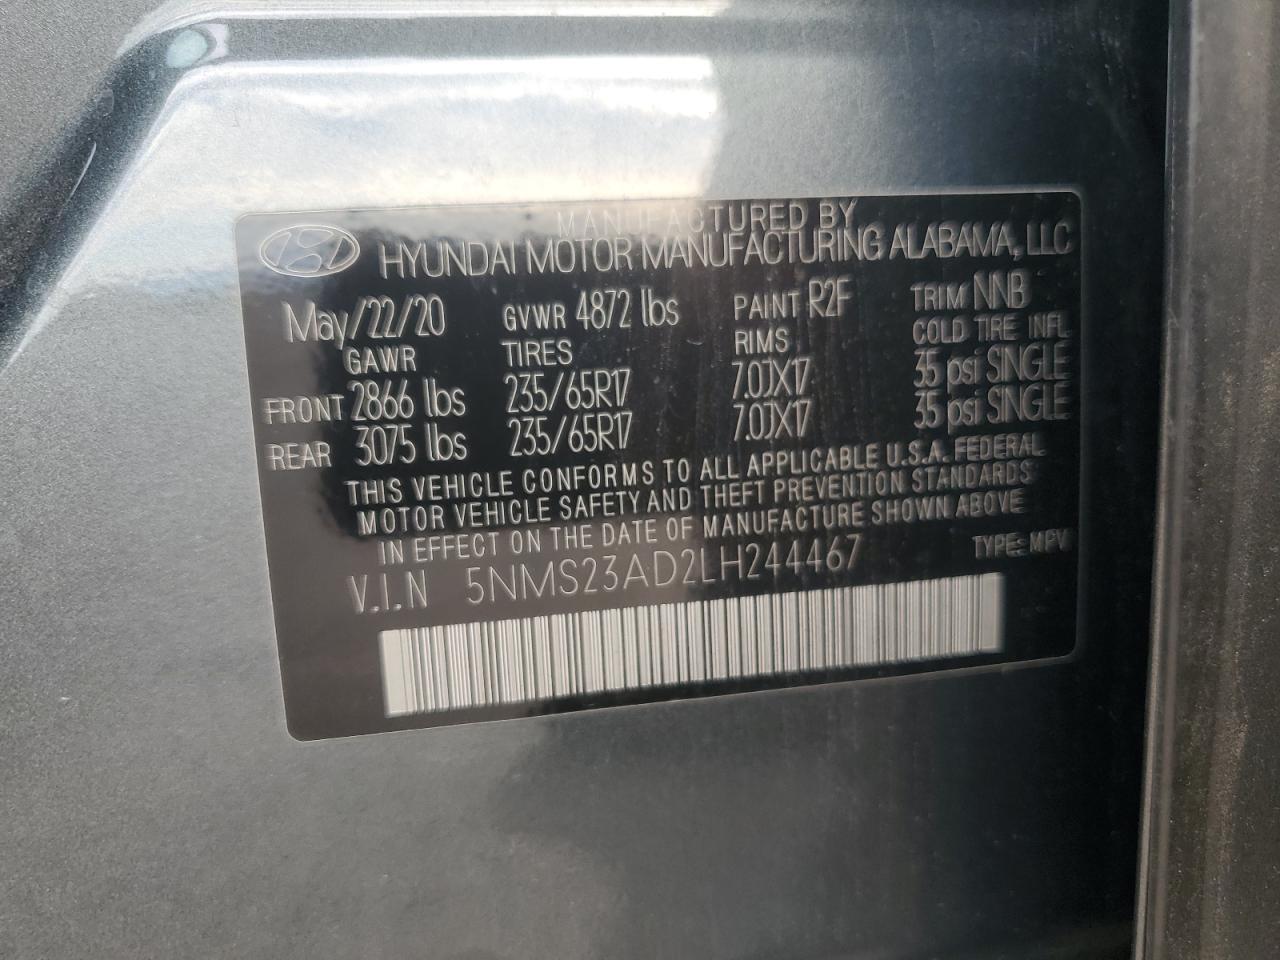 MANUFACTURED BY
HYUNDAI MOTOR MANUFACTURING ALABAMA, LLC
May/22/20 GVWR 4872 lbs PAINT R2F TRIM NNB
GAWR TIRES RIMS COLD TIRE INFL
FRONT 2866 lbs 235/65R17 7.0JX17 35 psi SINGLE
REAR 3075 lbs 235/65R17 7.0JX17 35 psi SINGLE
THIS VEHICLE CONFORMS TO ALL APPLICABLE U.S.A. FEDERAL
MOTOR VEHICLE SAFETY AND THEFT PREVENTION STANDARDS
IN EFFECT ON THE DATE OF MANUFACTURE SHOWN ABOVE
V.I.N 5NMS23AD2LH244467 TYPE: MPV